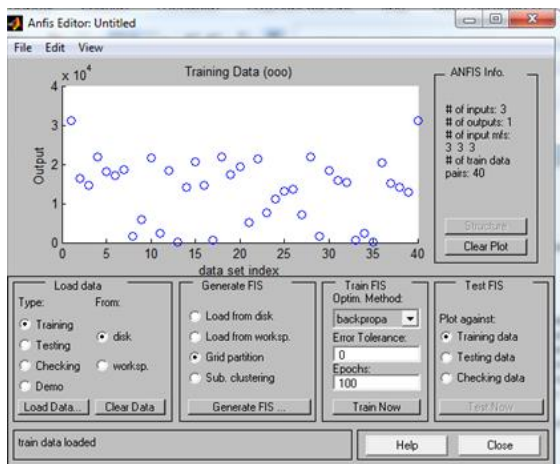 Anfis Editor: Untitled
File Edit View
Training Data (ooo)
x 10^4
4
3
2
1
0
Output
0 5 10 15 20 25 30 35 40
data set index
ANFIS Info.
# of inputs: 3
# of outputs: 1
# of input mfs:
3 3 3
# of train data
pairs: 40
Structure
Clear Plot
Load data
Type: From:
Training
Testing
Checking
Demo
disk
worksp.
Load Data... Clear Data
Generate FIS
Load from disk
Load from worksp.
Grid partition
Sub. clustering
Generate FIS ...
Train FIS
Optim. Method:
backpropa
Error Tolerance:
0
Epochs:
100
Train Now
Test FIS
Plot against:
Training data
Testing data
Checking data
Test Now
train data loaded
Help Close